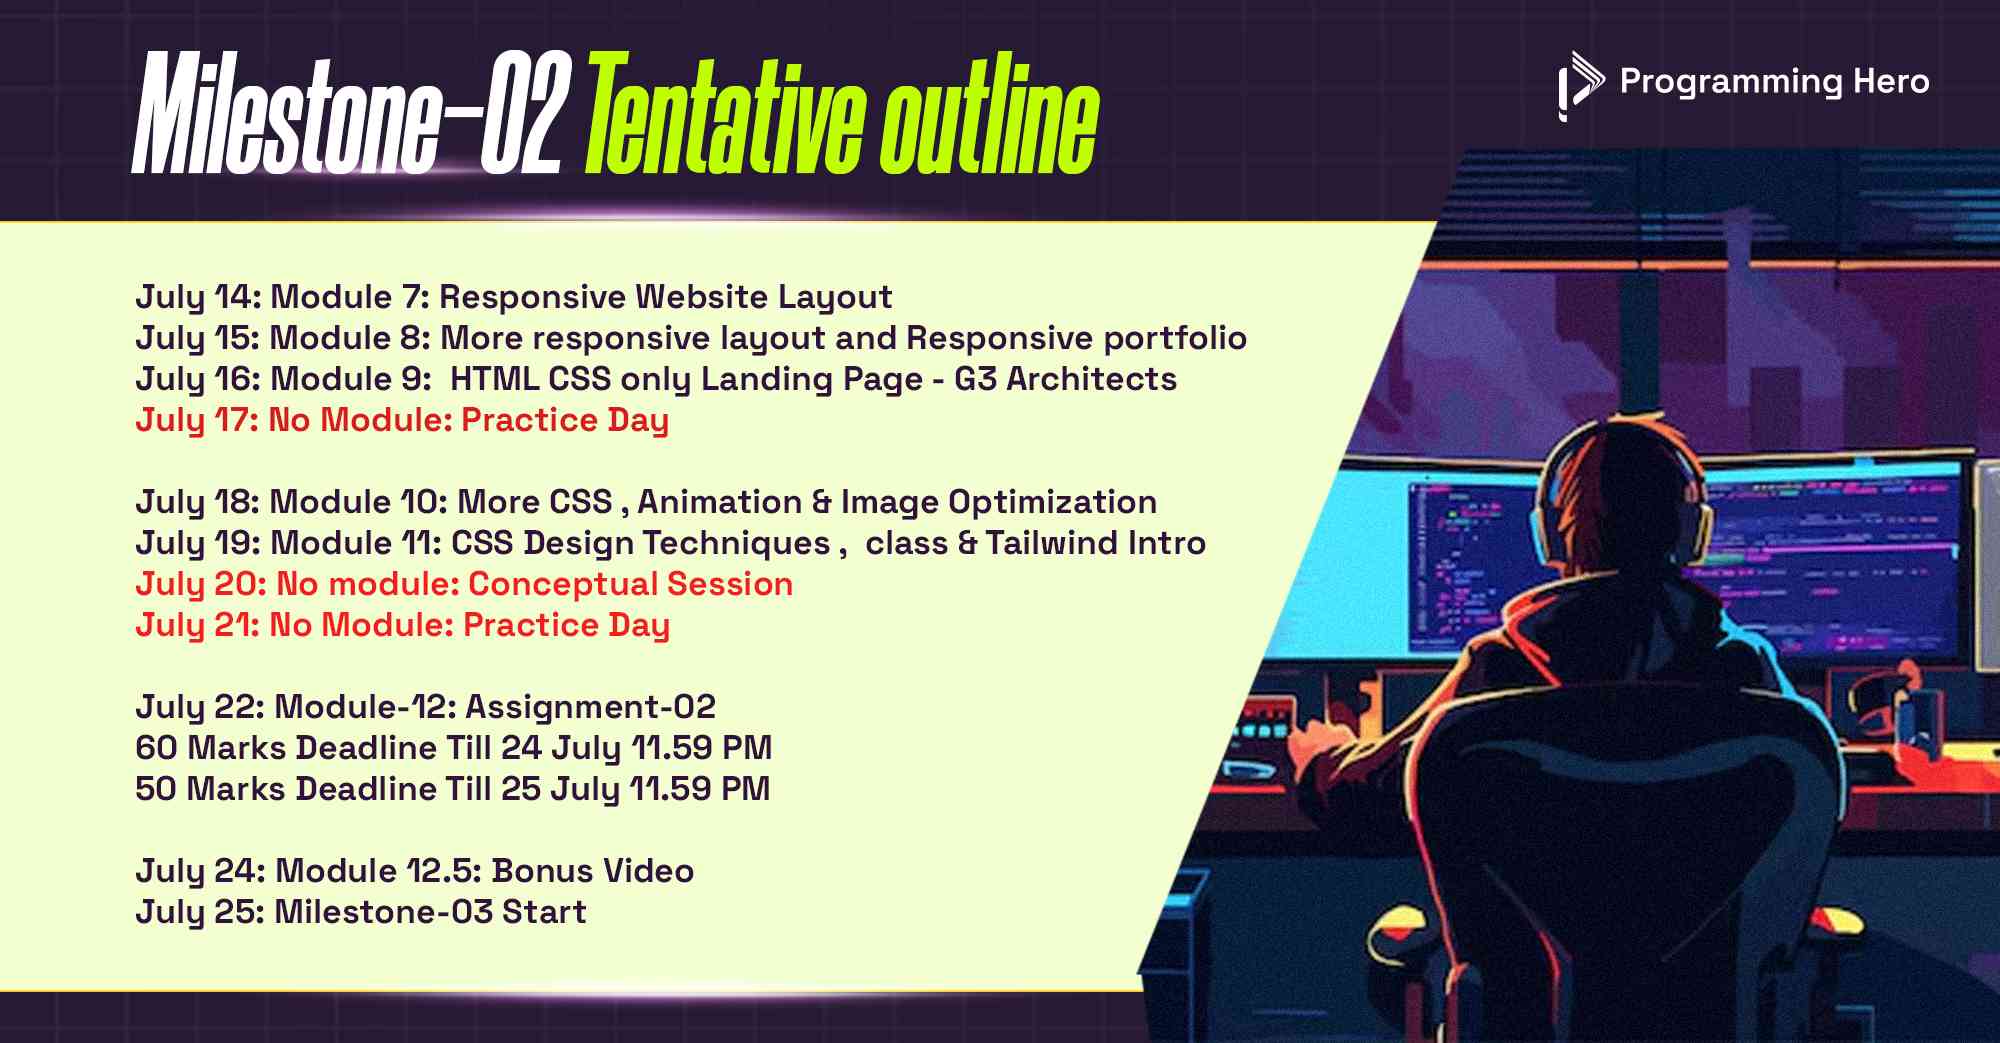 Milestone-02 Tentative outline
Programming Hero
July 14: Module 7: Responsive Website Layout
July 15: Module 8: More responsive layout and Responsive portfolio
July 16: Module 9:  HTML CSS only Landing Page - G3 Architects
July 17: No Module: Practice Day
July 18: Module 10: More CSS , Animation & Image Optimization
July 19: Module 11: CSS Design Techniques ,  class & Tailwind Intro
July 20: No module: Conceptual Session
July 21: No Module: Practice Day
July 22: Module-12: Assignment-02
60 Marks Deadline Till 24 July 11.59 PM
50 Marks Deadline Till 25 July 11.59 PM
July 24: Module 12.5: Bonus Video
July 25: Milestone-03 Start